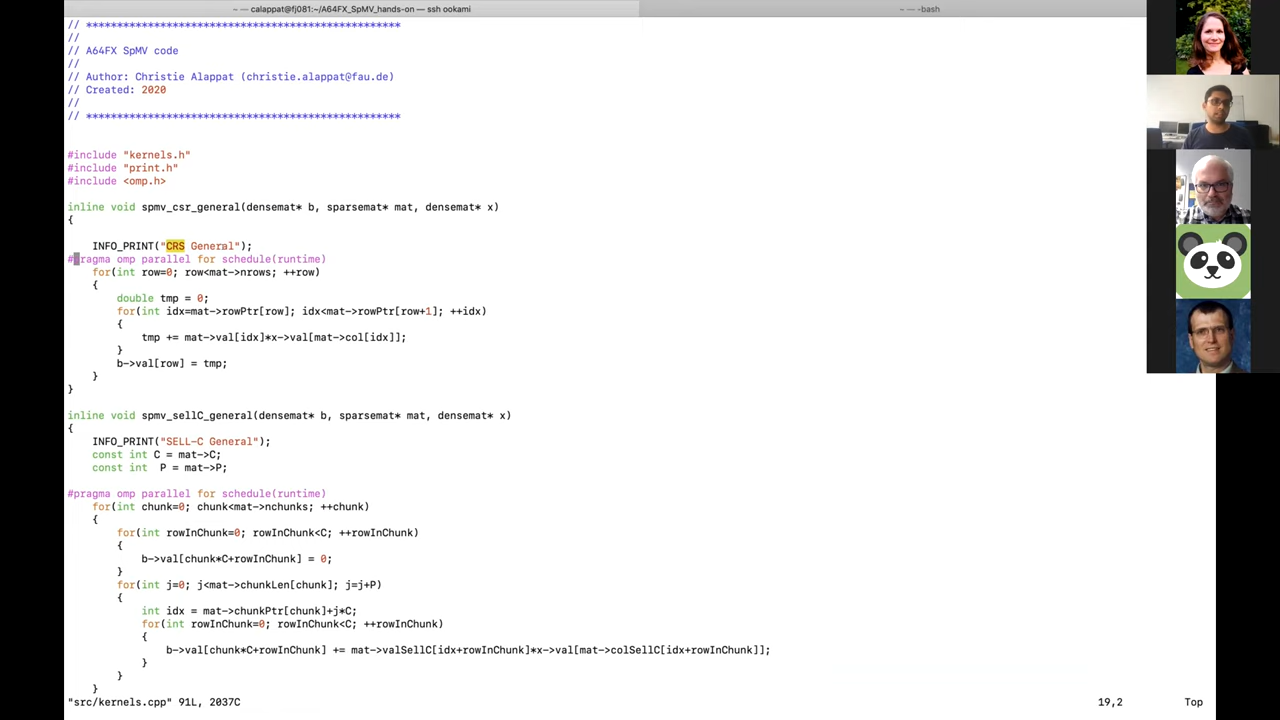 ~ — calappat@fj081:~/A64FX_SpMV_hands-on — ssh ookami
~ — -bash
// ***************************************************
//
// A64FX SpMV code
//
// Author: Christie Alappat (christie.alappat@fau.de)
// Created: 2020
//
// ***************************************************
#include "kernels.h"
#include "print.h"
#include <omp.h>
inline void spmv_csr_general(densemat* b, sparsemat* mat, densemat* x)
{
INFO_PRINT("CRS General");
#pragma omp parallel for schedule(runtime)
for(int row=0; row<mat->nrows; ++row)
{
double tmp = 0;
for(int idx=mat->rowPtr[row]; idx<mat->rowPtr[row+1]; ++idx)
{
tmp += mat->val[idx]*x->val[mat->col[idx]];
}
b->val[row] = tmp;
}
}
inline void spmv_sellC_general(densemat* b, sparsemat* mat, densemat* x)
{
INFO_PRINT("SELL-C General");
const int C = mat->C;
const int  P = mat->P;
#pragma omp parallel for schedule(runtime)
for(int chunk=0; chunk<mat->nchunks; ++chunk)
{
for(int rowInChunk=0; rowInChunk<C; ++rowInChunk)
{
b->val[chunk*C+rowInChunk] = 0;
}
for(int j=0; j<mat->chunkLen[chunk]; j=j+P)
{
int idx = mat->chunkPtr[chunk]+j*C;
for(int rowInChunk=0; rowInChunk<C; ++rowInChunk)
{
b->val[chunk*C+rowInChunk] += mat->valSellC[idx+rowInChunk]*x->val[mat->colSellC[idx+rowInChunk]];
}
}
}
"src/kernels.cpp" 91L, 2037C
19,2
Top